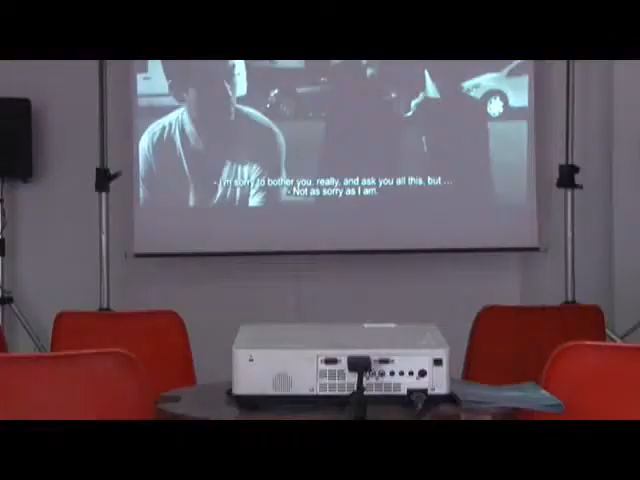 - I'm sorry to bother you, really, and ask you all this, but ...
- Not as sorry as I am.